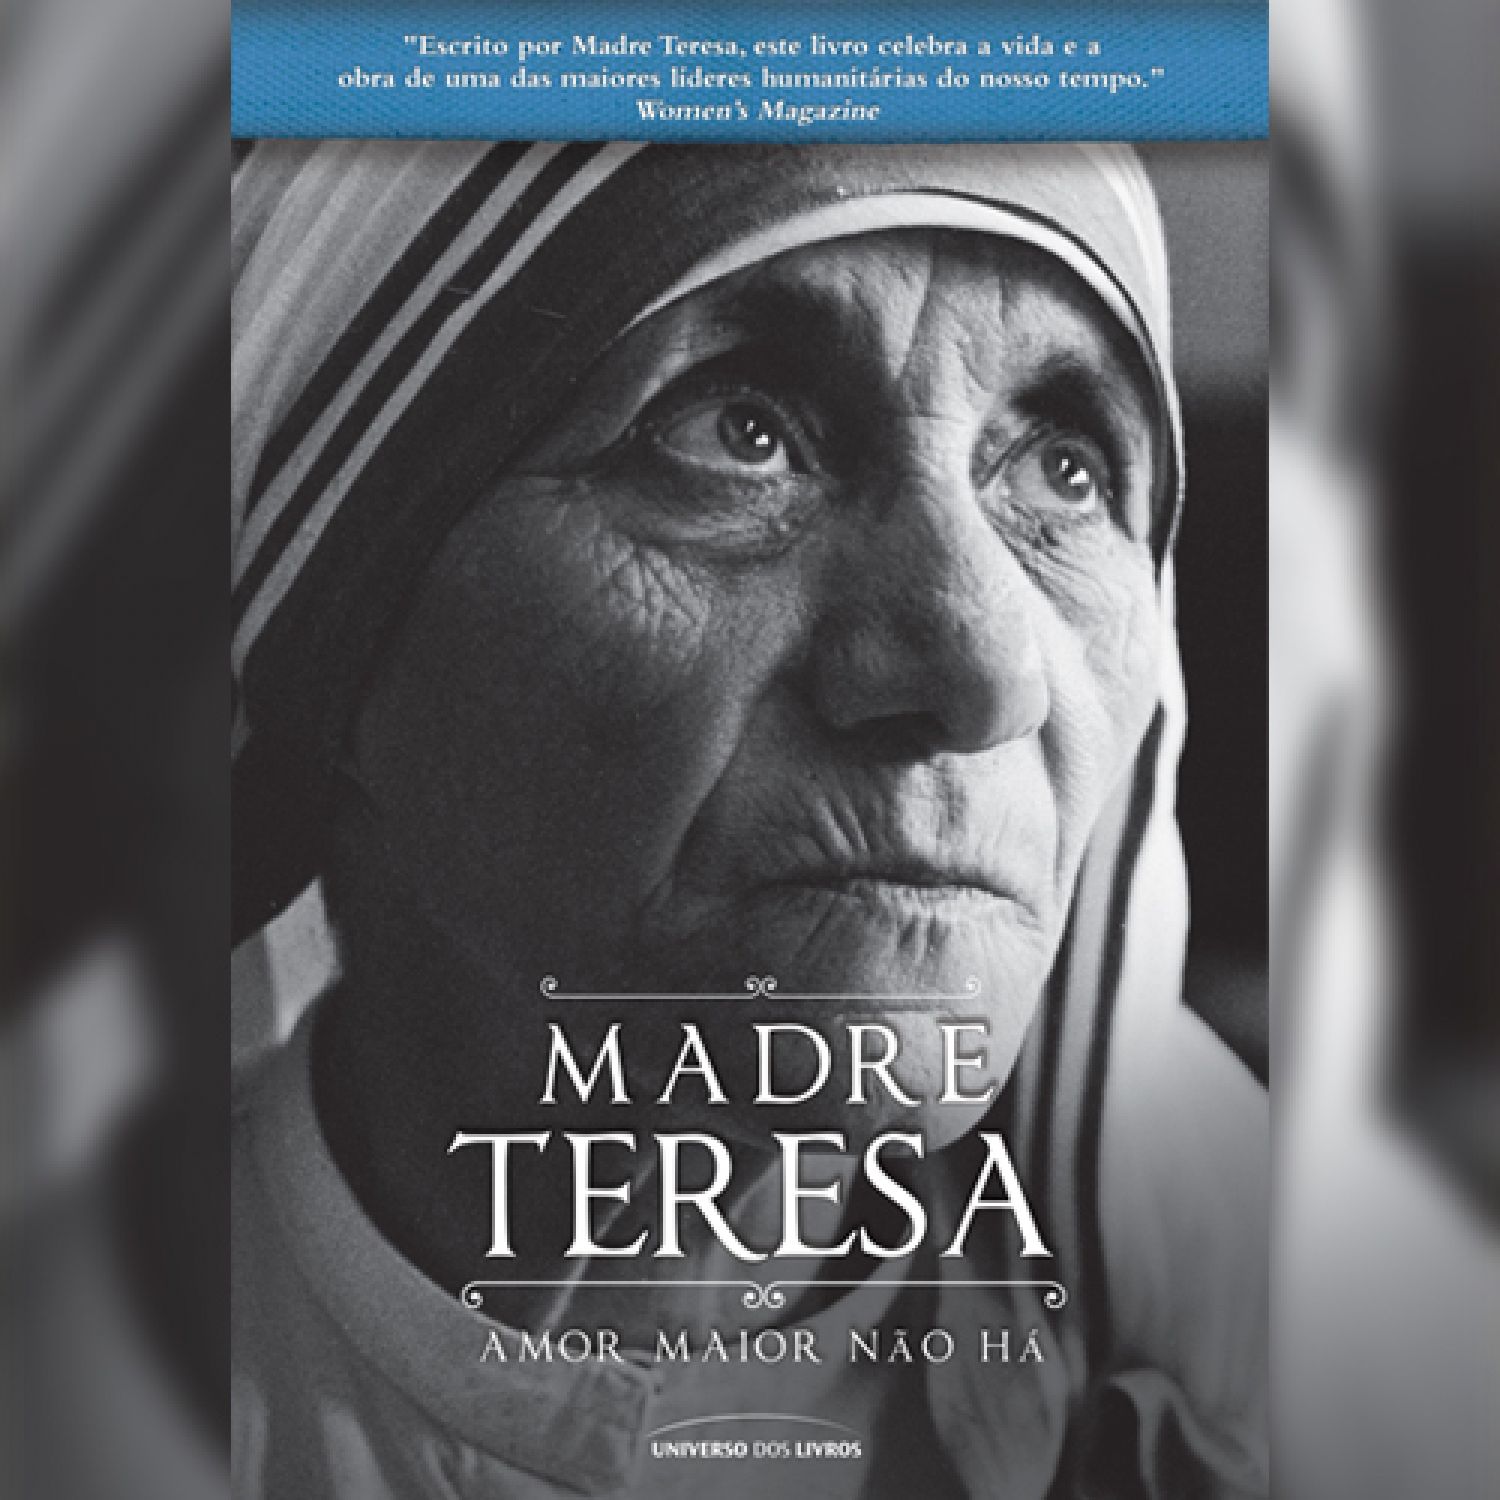 "Escrito por Madre Teresa, este livro celebra a vida e a
obra de uma das maiores líderes humanitárias do nosso tempo."
Women's Magazine
MADRE
TERESA
AMOR MAIOR NÃO HÁ
UNIVERSO DOS LIVROS